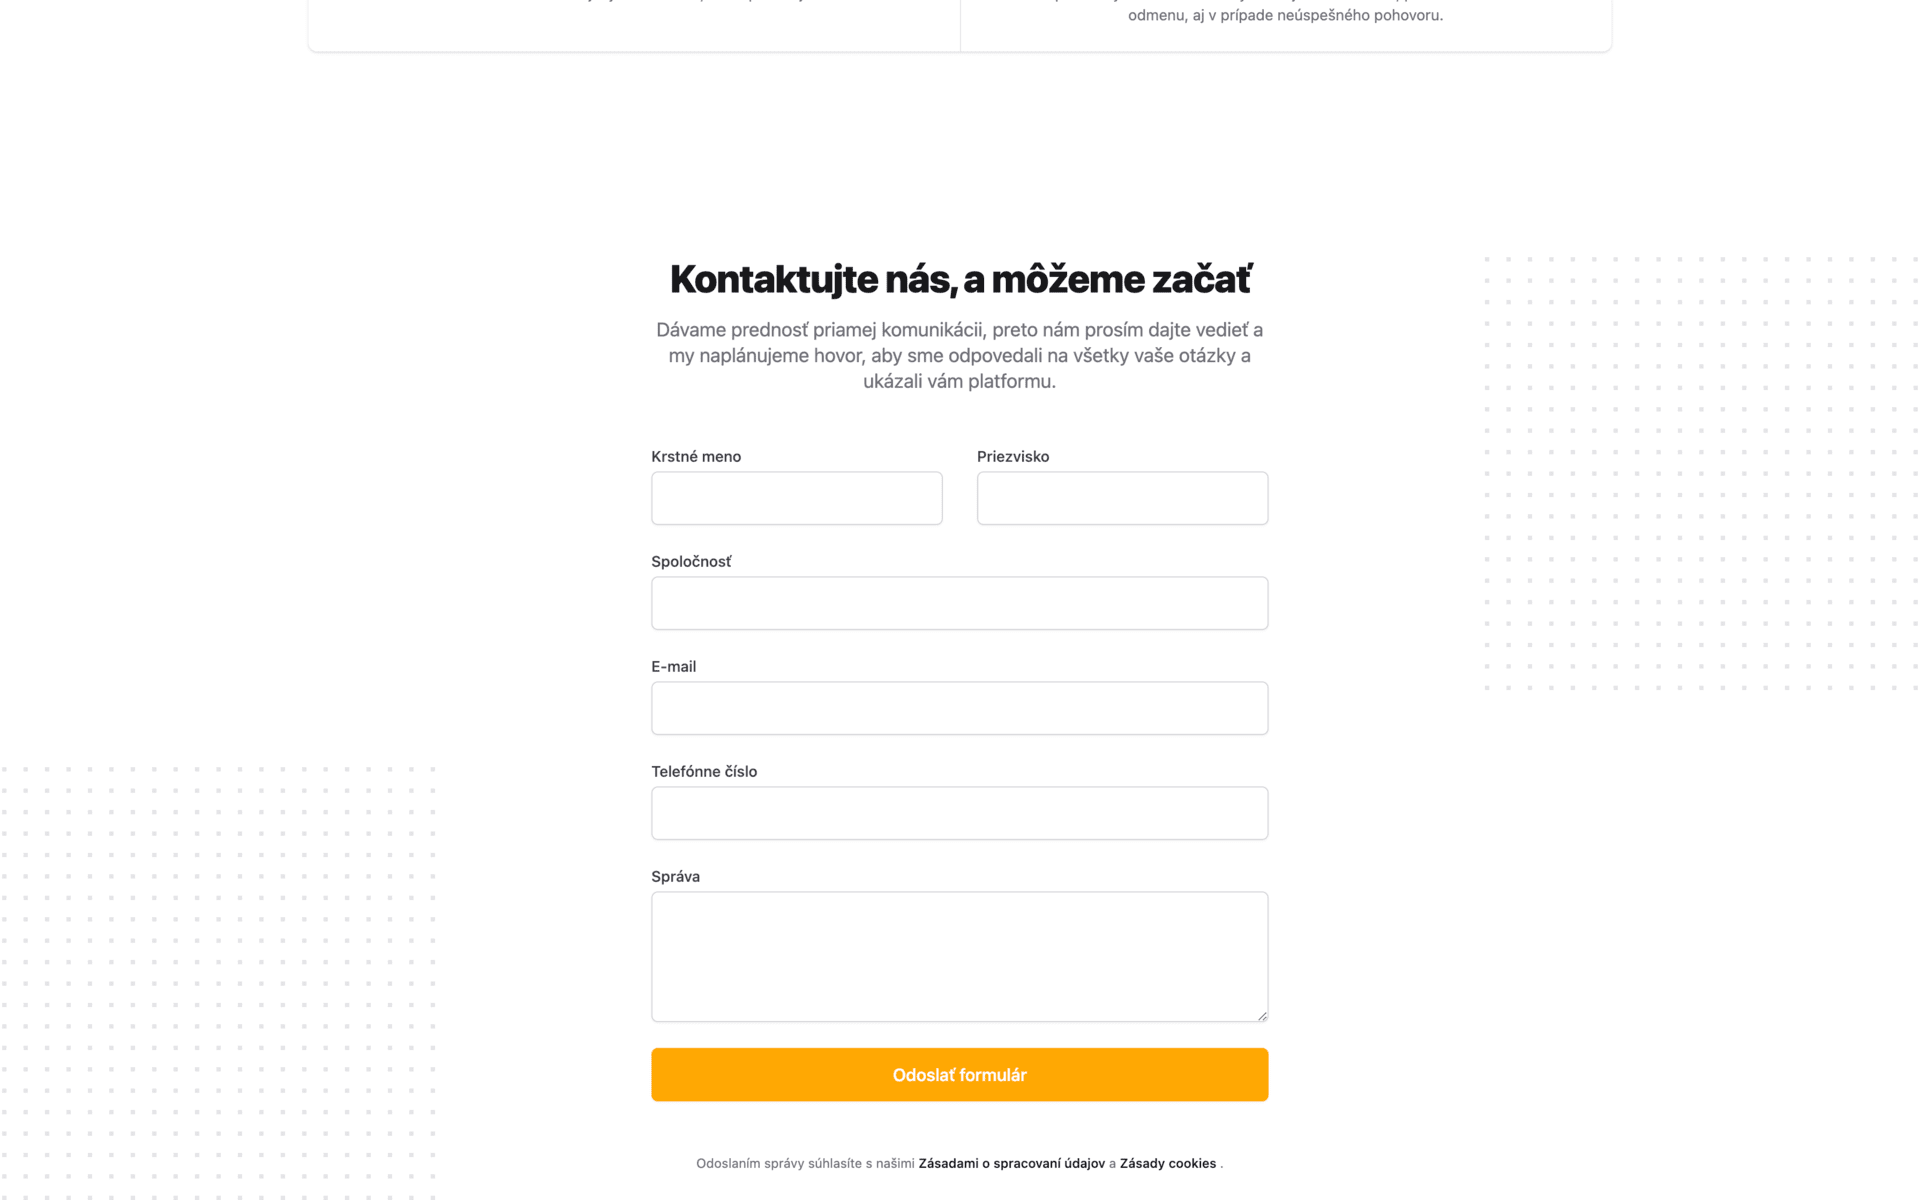 odmenu, aj v prípade neúspešného pohovoru.
Kontaktujte nás, a môžeme začať
Dávame prednosť priamej komunikácii, preto nám prosím dajte vedieť a
my naplánujeme hovor, aby sme odpovedali na všetky vaše otázky a
ukázali vám platformu.
Krstné meno
Priezvisko
Spoločnosť
E-mail
Telefónne číslo
Správa
Odoslať formulár
Odoslaním správy súhlasíte s našimi Zásadami o spracovaní údajov a Zásady cookies .